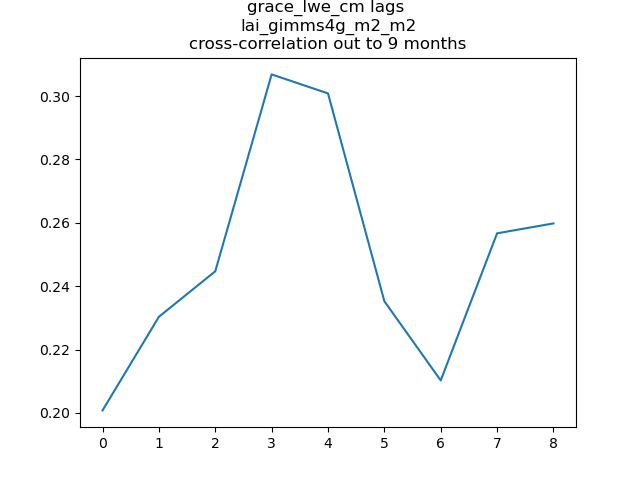 grace_lwe_cm lags
lai_gimms4g_m2_m2
cross-correlation out to 9 months
0.30
0.28
0.26
0.24
0.22
0.20
0 1 2 3 4 5 6 7 8